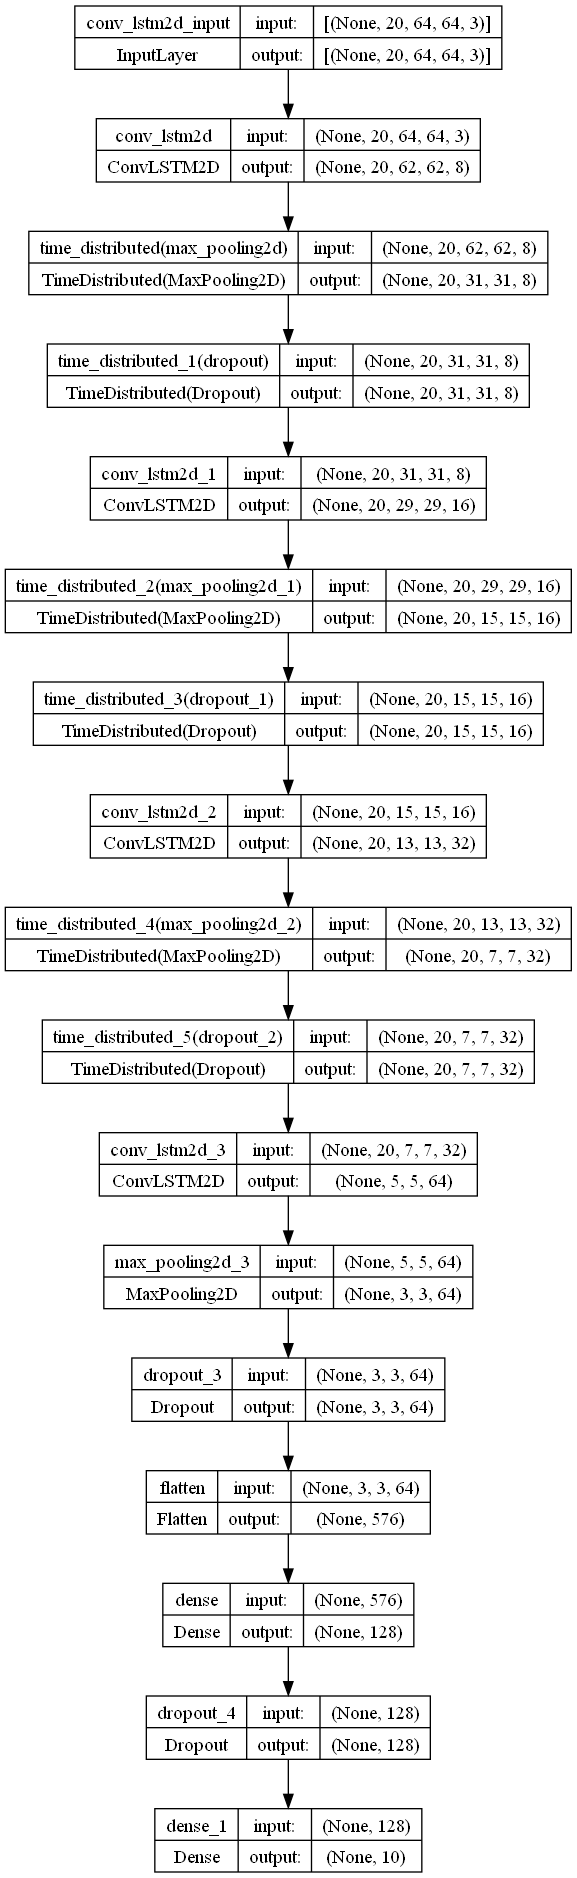 conv_lstm2d_input input: [(None, 20, 64, 64, 3)]
InputLayer output: [(None, 20, 64, 64, 3)]
conv_lstm2d input: (None, 20, 64, 64, 3)
ConvLSTM2D output: (None, 20, 62, 62, 8)
time_distributed(max_pooling2d) input: (None, 20, 62, 62, 8)
TimeDistributed(MaxPooling2D) output: (None, 20, 31, 31, 8)
time_distributed_1(dropout) input: (None, 20, 31, 31, 8)
TimeDistributed(Dropout) output: (None, 20, 31, 31, 8)
conv_lstm2d_1 input: (None, 20, 31, 31, 8)
ConvLSTM2D output: (None, 20, 29, 29, 16)
time_distributed_2(max_pooling2d_1) input: (None, 20, 29, 29, 16)
TimeDistributed(MaxPooling2D) output: (None, 20, 15, 15, 16)
time_distributed_3(dropout_1) input: (None, 20, 15, 15, 16)
TimeDistributed(Dropout) output: (None, 20, 15, 15, 16)
conv_lstm2d_2 input: (None, 20, 15, 15, 16)
ConvLSTM2D output: (None, 20, 13, 13, 32)
time_distributed_4(max_pooling2d_2) input: (None, 20, 13, 13, 32)
TimeDistributed(MaxPooling2D) output: (None, 20, 7, 7, 32)
time_distributed_5(dropout_2) input: (None, 20, 7, 7, 32)
TimeDistributed(Dropout) output: (None, 20, 7, 7, 32)
conv_lstm2d_3 input: (None, 20, 7, 7, 32)
ConvLSTM2D output: (None, 5, 5, 64)
max_pooling2d_3 input: (None, 5, 5, 64)
MaxPooling2D output: (None, 3, 3, 64)
dropout_3 input: (None, 3, 3, 64)
Dropout output: (None, 3, 3, 64)
flatten input: (None, 3, 3, 64)
Flatten output: (None, 576)
dense input: (None, 576)
Dense output: (None, 128)
dropout_4 input: (None, 128)
Dropout output: (None, 128)
dense_1 input: (None, 128)
Dense output: (None, 10)